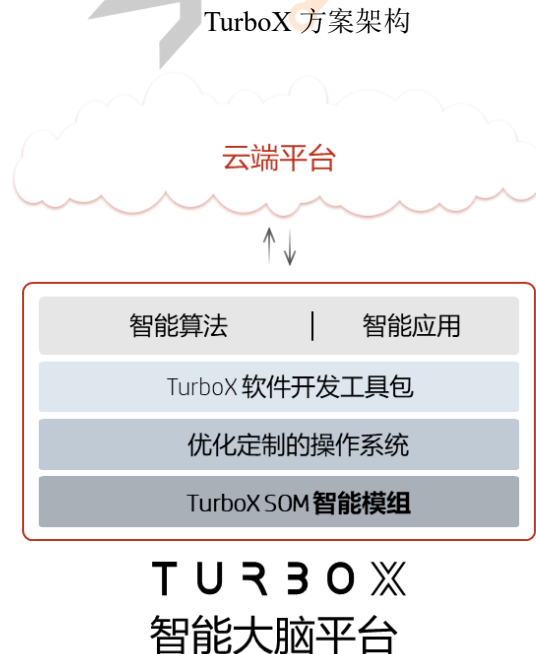 TurboX 方案架构
云端平台
智能算法 | 智能应用
TurboX 软件开发工具包
优化定制的操作系统
TurboX SOM 智能模组
TURBOX
智能大脑平台